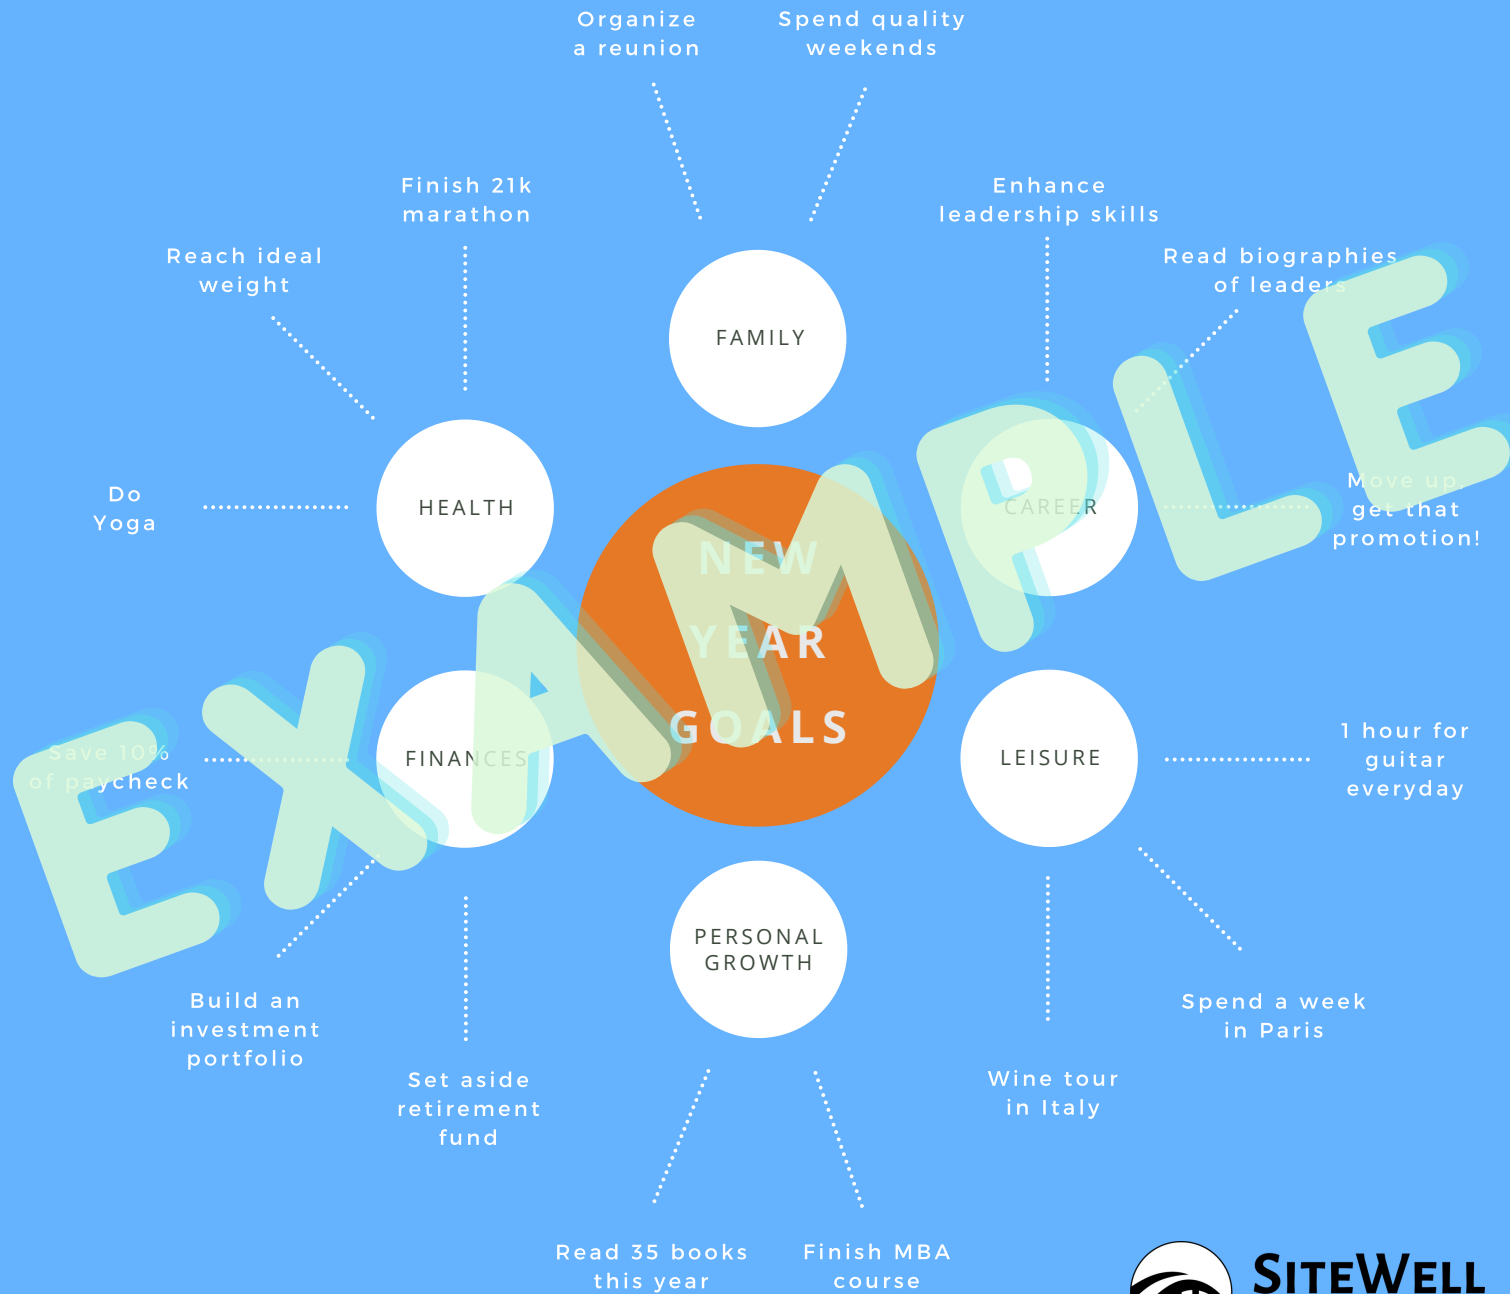 Organize
a reunion
Spend quality
weekends
Finish 21k
marathon
Enhance
leadership skills
Reach ideal
weight
Read biographies
of leaders
FAMILY
Do
Yoga
HEALTH
CAREER
Move up,
get that
promotion!
NEW
YEAR
GOALS
EXAMPLE
Save 10%
of paycheck
FINANCES
LEISURE
1 hour for
guitar
everyday
PERSONAL
GROWTH
Build an
investment
portfolio
Spend a week
in Paris
Set aside
retirement
fund
Wine tour
in Italy
Read 35 books
this year
Finish MBA
course
SITEWELL